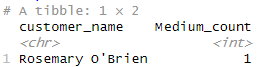 # A tibble: 1 x 2
customer_name Medium_count
<chr> <int>
1 Rosemary O'Brien 1